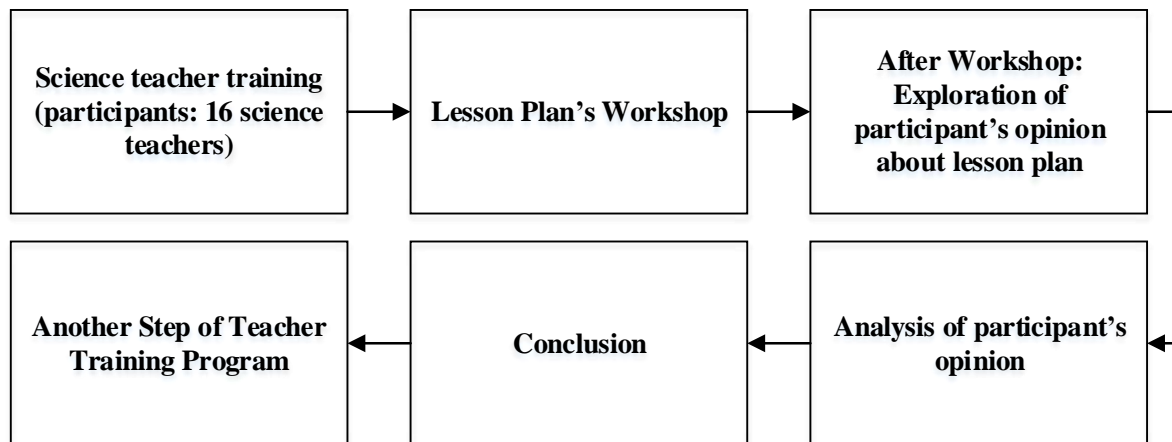 Science teacher training
(participants: 16 science
teachers)
Lesson Plan’s Workshop
After Workshop:
Exploration of
participant’s opinion
about lesson plan
Analysis of participant’s
opinion
Conclusion
Another Step of Teacher
Training Program